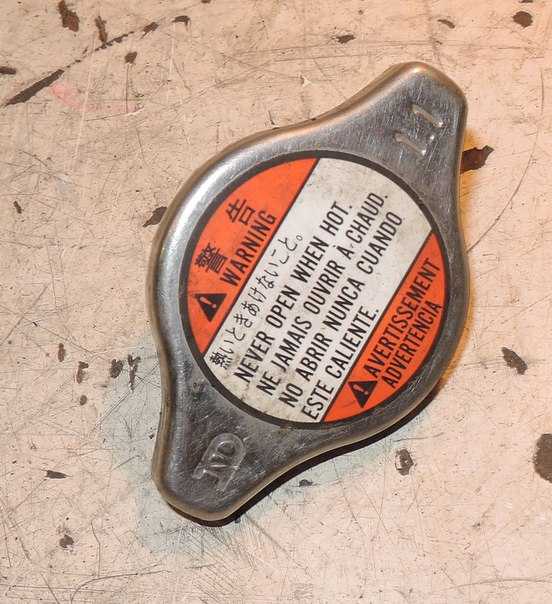 1.1
警告
WARNING
熱いときあけないこと。
NEVER OPEN WHEN HOT.
NE JAMAIS OUVRIR À CHAUD.
NO ABRIR NUNCA CUANDO
ESTE CALIENTE.
AVERTISSEMENT
ADVERTENCIA
ND